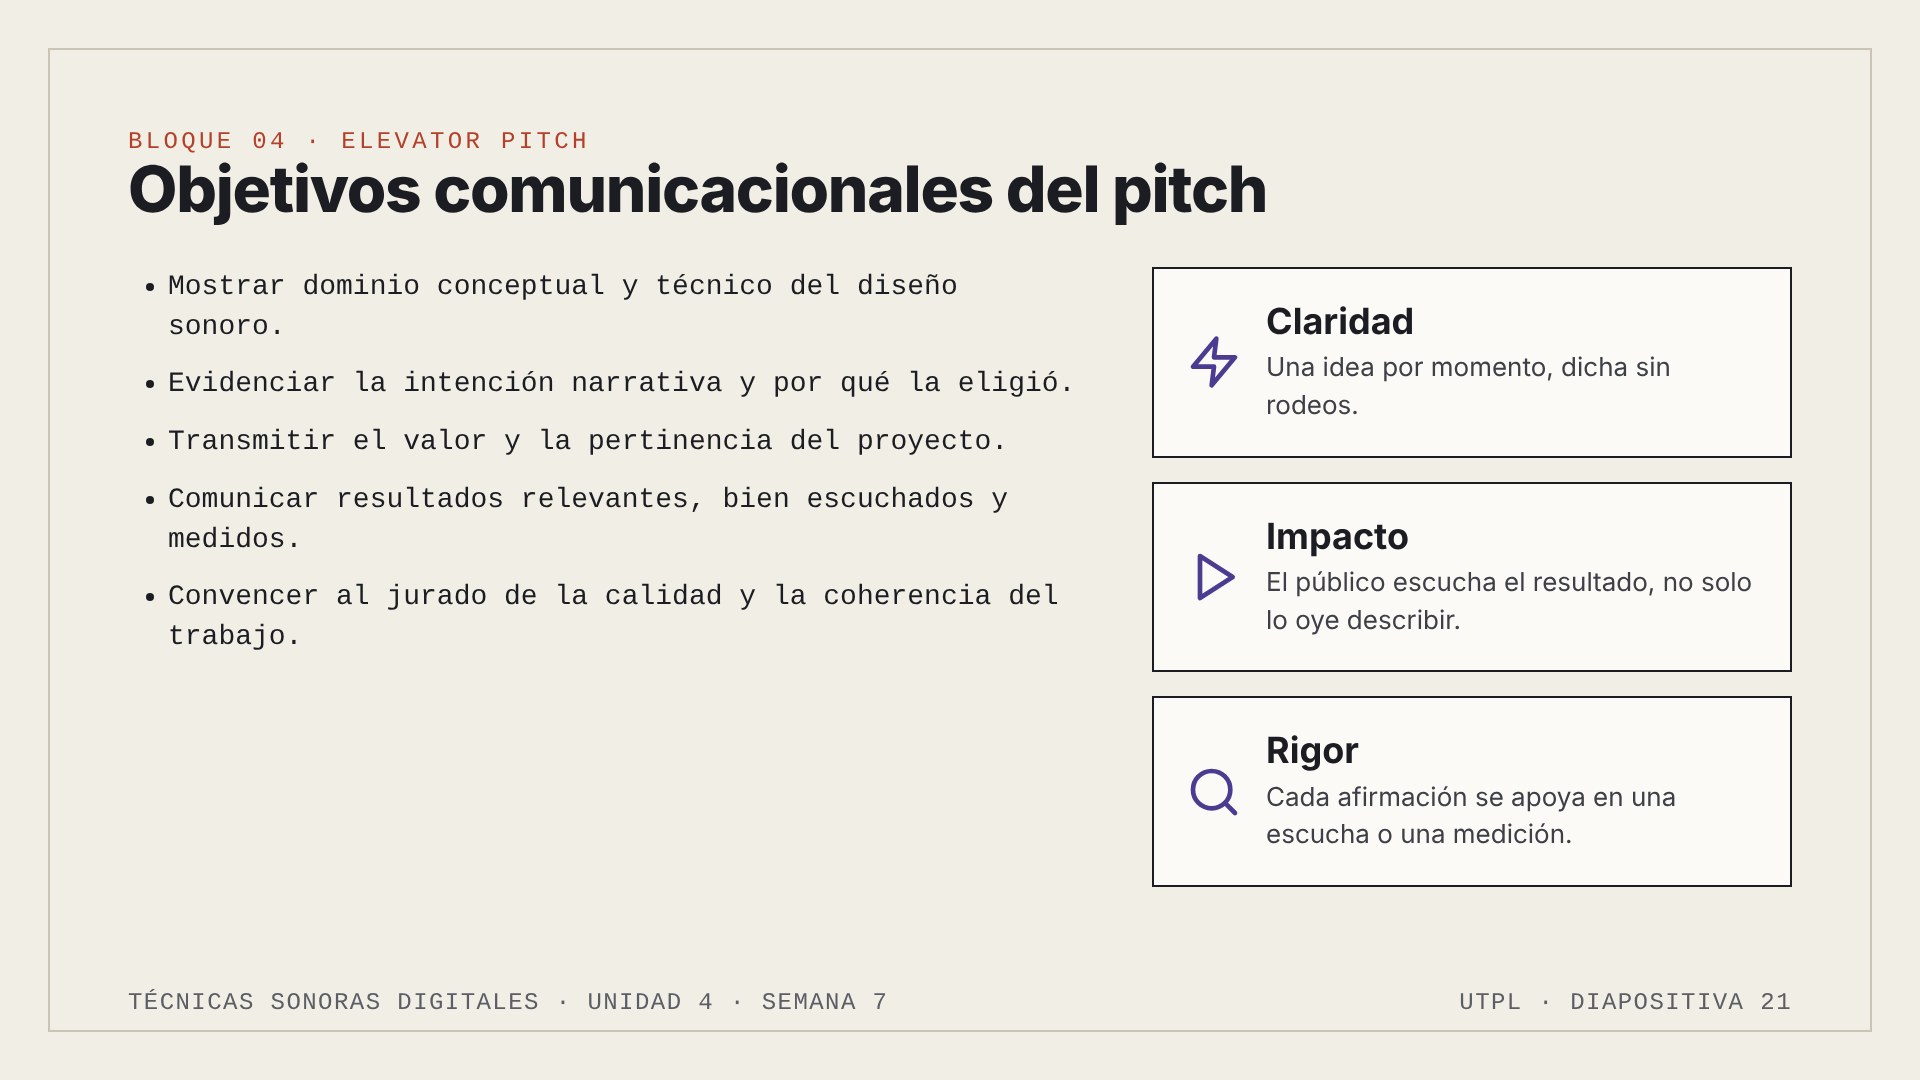 BLOQUE 04 · ELEVATOR PITCH
Objetivos comunicacionales del pitch
• Mostrar dominio conceptual y técnico del diseño
sonoro.
• Evidenciar la intención narrativa y por qué la eligió.
• Transmitir el valor y la pertinencia del proyecto.
• Comunicar resultados relevantes, bien escuchados y
medidos.
• Convencer al jurado de la calidad y la coherencia del
trabajo.
Claridad
Una idea por momento, dicha sin
rodeos.
Impacto
El público escucha el resultado, no solo
lo oye describir.
Rigor
Cada afirmación se apoya en una
escucha o una medición.
TÉCNICAS SONORAS DIGITALES · UNIDAD 4 · SEMANA 7
UTPL · DIAPOSITIVA 21